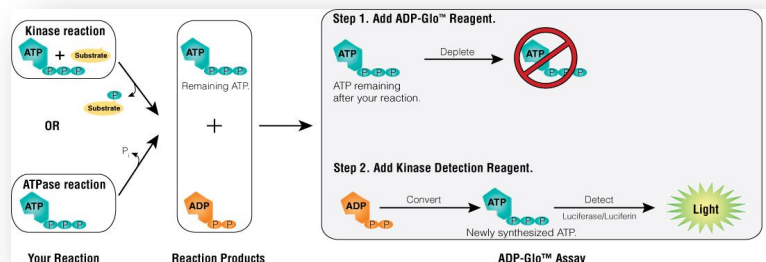 Kinase reaction
ATP
+
Substrate
P P P
P
Substrate
OR
Pi
ATPase reaction
ATP
P P P
Your Reaction
ATP
P P P
Remaining ATP.
+
ADP
P P
Reaction Products
Step 1. Add ADP-Glo™ Reagent.
ATP
P P P
Deplete
ATP
P P P
ATP remaining
after your reaction.
Step 2. Add Kinase Detection Reagent.
ADP
P P
Convert
ATP
P P P
Newly synthesized ATP.
Detect
Luciferase/Luciferin
Light
ADP-Glo™ Assay